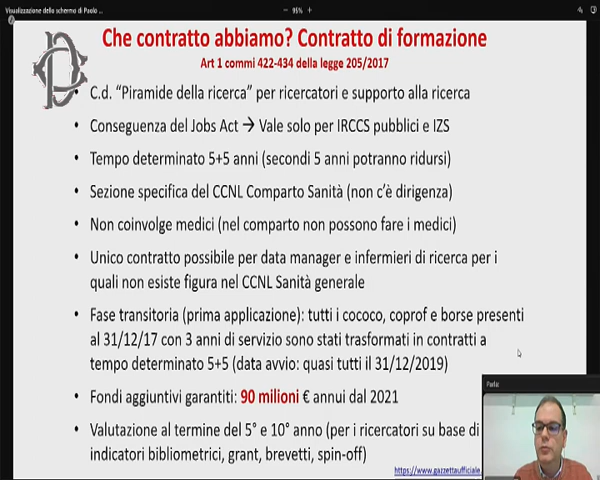 Visualizzazione dello schermo di Paolo ...
95%
Che contratto abbiamo? Contratto di formazione
Art 1 commi 422-434 della legge 205/2017
• C.d. “Piramide della ricerca” per ricercatori e supporto alla ricerca
• Conseguenza del Jobs Act → Vale solo per IRCCS pubblici e IZS
• Tempo determinato 5+5 anni (secondi 5 anni potranno ridursi)
• Sezione specifica del CCNL Comparto Sanità (non c’è dirigenza)
• Non coinvolge medici (nel comparto non possono fare i medici)
• Unico contratto possibile per data manager e infermieri di ricerca per i
quali non esiste figura nel CCNL Sanità generale
• Fase transitoria (prima applicazione): tutti i cococo, coprof e borse presenti
al 31/12/17 con 3 anni di servizio sono stati trasformati in contratti a
tempo determinato 5+5 (data avvio: quasi tutti il 31/12/2019)
• Fondi aggiuntivi garantiti: 90 milioni € annui dal 2021
• Valutazione al termine del 5° e 10° anno (per i ricercatori su base di
indicatori bibliometrici, grant, brevetti, spin-off)
https://www.gazzettaufficiale.